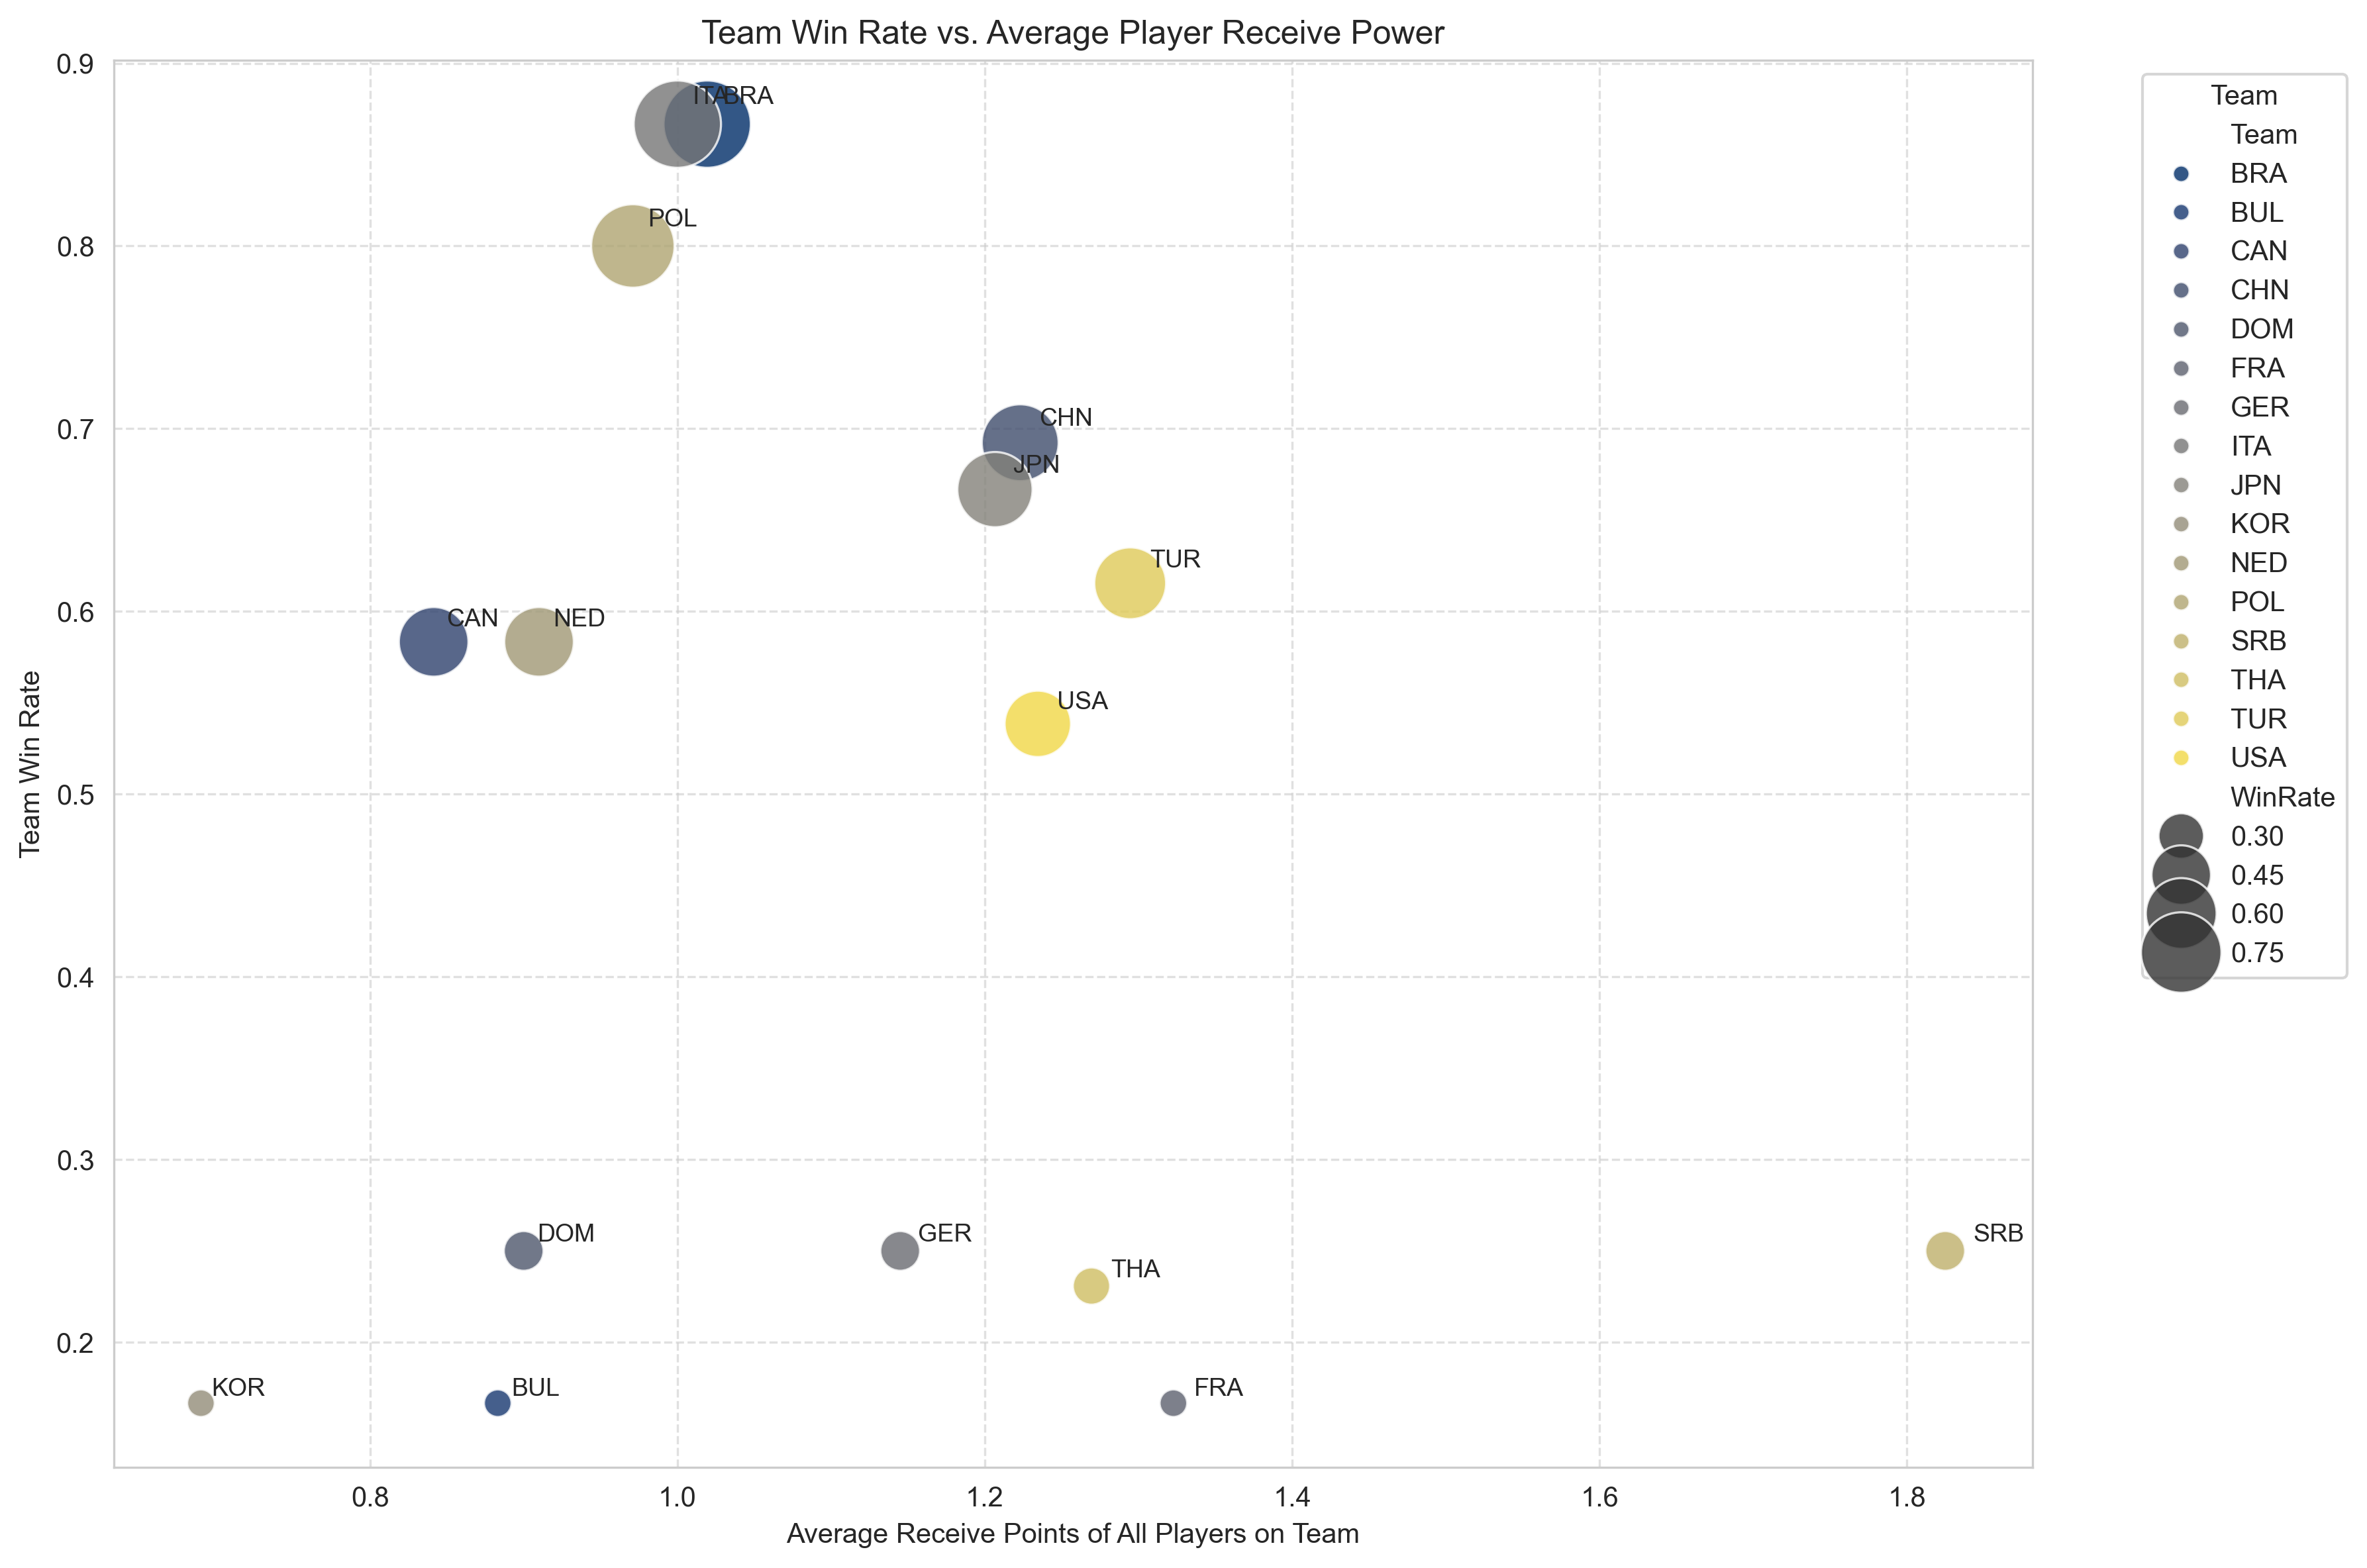 Team Win Rate vs. Average Player Receive Power
Team Win Rate
0.9
0.8
0.7
0.6
0.5
0.4
0.3
0.2
ITA
BRA
POL
CHN
JPN
TUR
CAN
NED
USA
DOM
GER
SRB
THA
KOR
BUL
FRA
0.8
1.0
1.2
1.4
1.6
1.8
Average Receive Points of All Players on Team
Team
Team
BRA
BUL
CAN
CHN
DOM
FRA
GER
ITA
JPN
KOR
NED
POL
SRB
THA
TUR
USA
WinRate
0.30
0.45
0.60
0.75